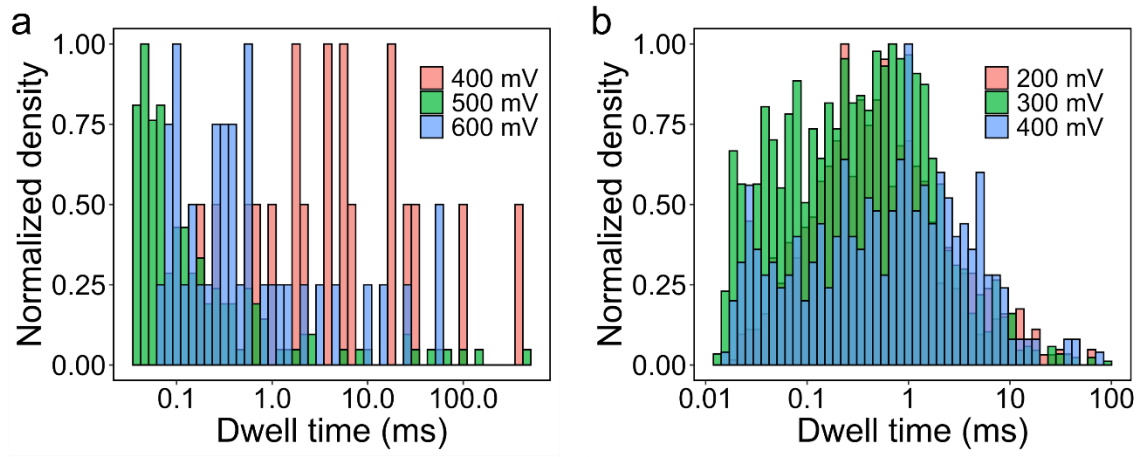 a
Normalized density
1.00
0.75
0.50
0.25
0.00
400 mV
500 mV
600 mV
0.1
1.0
10.0
100.0
Dwell time (ms)
b
Normalized density
1.00
0.75
0.50
0.25
0.00
200 mV
300 mV
400 mV
0.01
0.1
1
10
100
Dwell time (ms)